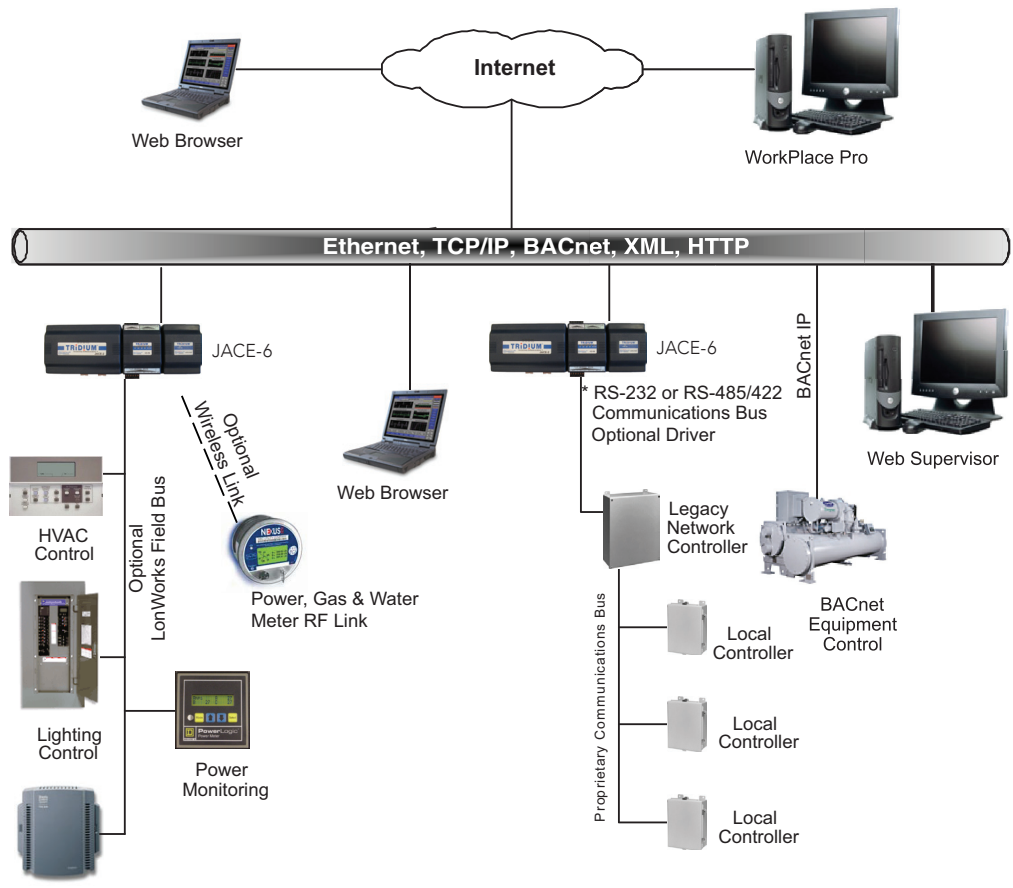 Internet
Web Browser
WorkPlace Pro
Ethernet, TCP/IP, BACnet, XML, HTTP
TRiDIUM
JACE-6
TRiDIUM
JACE-6
BACnet IP
* RS-232 or RS-485/422
Communications Bus
Optional Driver
Optional
Wireless Link
Web Browser
Web Supervisor
HVAC
Control
Optional
LonWorks Field Bus
NEXUS
Power, Gas & Water
Meter RF Link
Legacy
Network
Controller
BACnet
Equipment
Control
Proprietary Communications Bus
Local
Controller
Lighting
Control
PowerLogic
Power Meter
Power
Monitoring
Local
Controller
Local
Controller